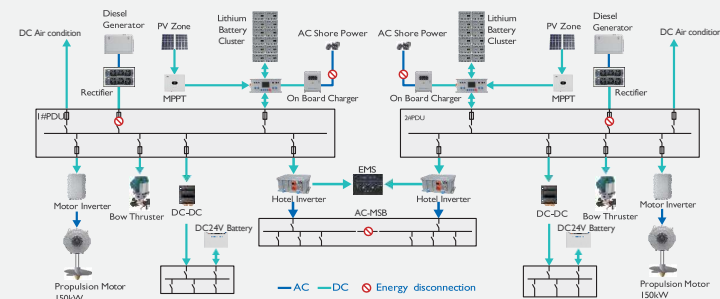 Diesel
Generator
PV Zone
Lithium
Battery
Cluster
AC Shore Power
AC Shore Power
Lithium
Battery
Cluster
PV Zone
Diesel
Generator
DC Air condition
DC Air condition
Rectifier
MPPT
On Board Charger
On Board Charger
MPPT
Rectifier
1#PDU
2#PDU
EMS
Motor Inverter
Bow Thruster
DC-DC
Hotel Inverter
Hotel Inverter
DC-DC
Bow Thruster
Motor Inverter
AC-MSB
DC24V Battery
DC24V Battery
Propulsion Motor
150kW
AC
DC
Energy disconnection
Propulsion Motor
150kW